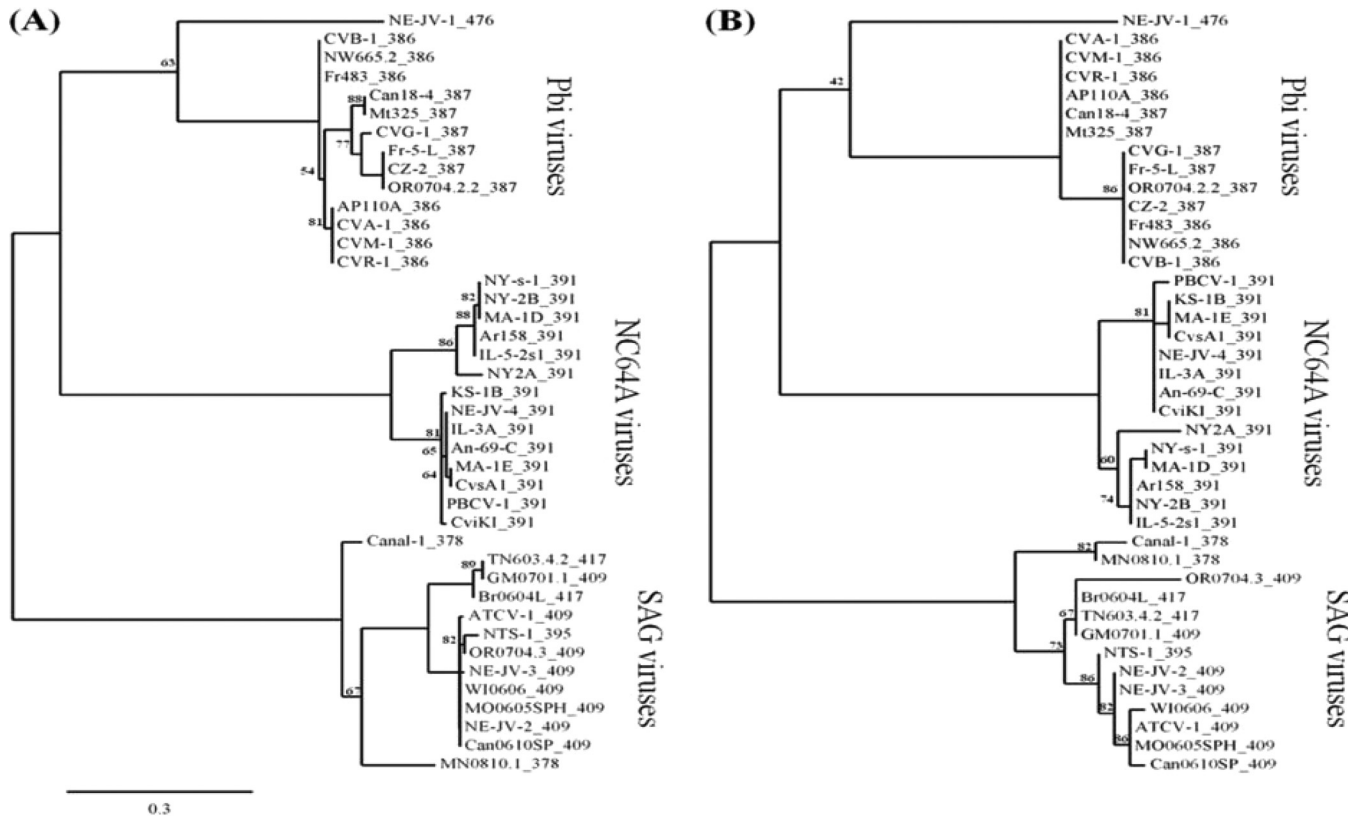 (A)
NE-JV-1_476
63
CVB-1_386
NW665.2_386
Fr483_386
88
Can18-4_387
Mt325_387
CVG-1_387
77
Fr-5-L_387
54
CZ-2_387
OR0704.2.2_387
AP110A_386
81
CVA-1_386
CVM-1_386
CVR-1_386
Pbi viruses
NY-s-1_391
82
NY-2B_391
88
MA-1D_391
Ar158_391
86
IL-5-2s1_391
NY2A_391
KS-1B_391
NE-JV-4_391
81
IL-3A_391
65
An-69-C_391
64
MA-1E_391
CvsA1_391
PBCV-1_391
CviKI_391
NC64A viruses
Canal-1_378
89
TN603.4.2_417
GM0701.1_409
Br0604L_417
ATCV-1_409
82
NTS-1_395
OR0704.3_409
NE-JV-3_409
67
WI0606_409
MO0605SPH_409
NE-JV-2_409
Can0610SP_409
MN0810.1_378
SAG viruses
0.3
(B)
NE-JV-1_476
42
CVA-1_386
CVM-1_386
CVR-1_386
AP110A_386
Can18-4_387
Mt325_387
CVG-1_387
Fr-5-L_387
86
OR0704.2.2_387
CZ-2_387
Fr483_386
NW665.2_386
CVB-1_386
Pbi viruses
PBCV-1_391
KS-1B_391
81
MA-1E_391
CvsA1_391
NE-JV-4_391
IL-3A_391
An-69-C_391
CviKI_391
NY2A_391
NY-s-1_391
60
MA-1D_391
Ar158_391
74
NY-2B_391
IL-5-2s1_391
NC64A viruses
Canal-1_378
82
MN0810.1_378
OR0704.3_409
Br0604L_417
67
TN603.4.2_417
GM0701.1_409
73
NTS-1_395
86
NE-JV-2_409
NE-JV-3_409
82
WI0606_409
ATCV-1_409
86
MO0605SPH_409
Can0610SP_409
SAG viruses